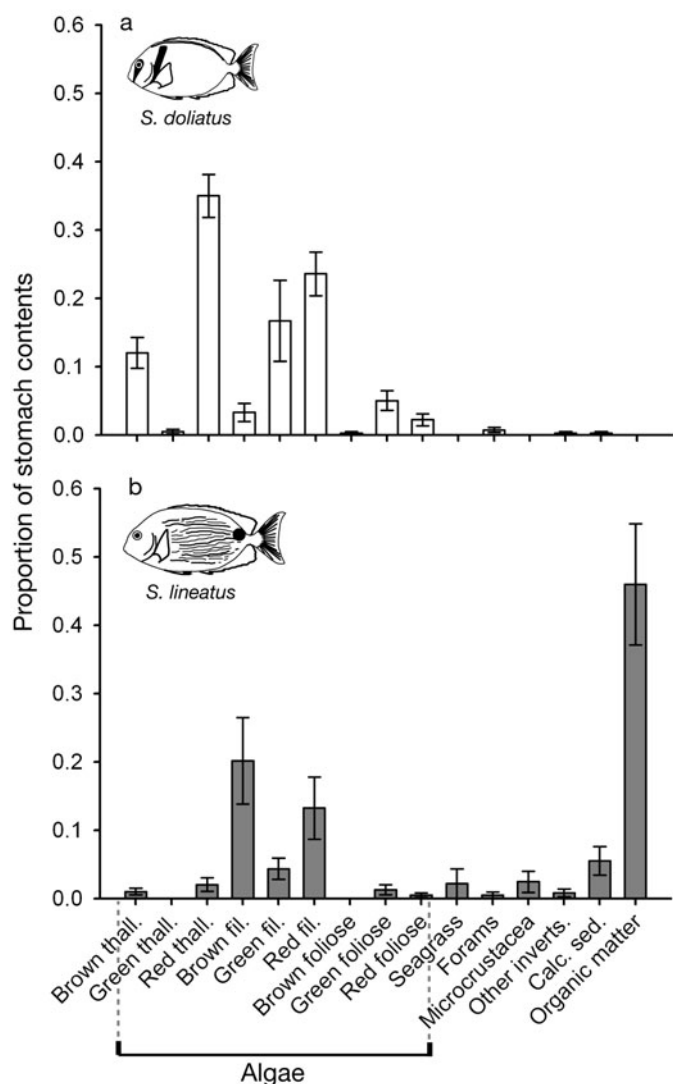 Proportion of stomach contents
0.6
0.5
0.4
0.3
0.2
0.1
0.0
a
S. doliatus
0.6
0.5
0.4
0.3
0.2
0.1
0.0
b
S. lineatus
Brown thall.
Green thall.
Red thall.
Brown fil.
Green fil.
Red fil.
Brown foliose
Green foliose
Red foliose
Seagrass
Forams
Microcrustacea
Other inverts.
Calc. sed.
Organic matter
Algae